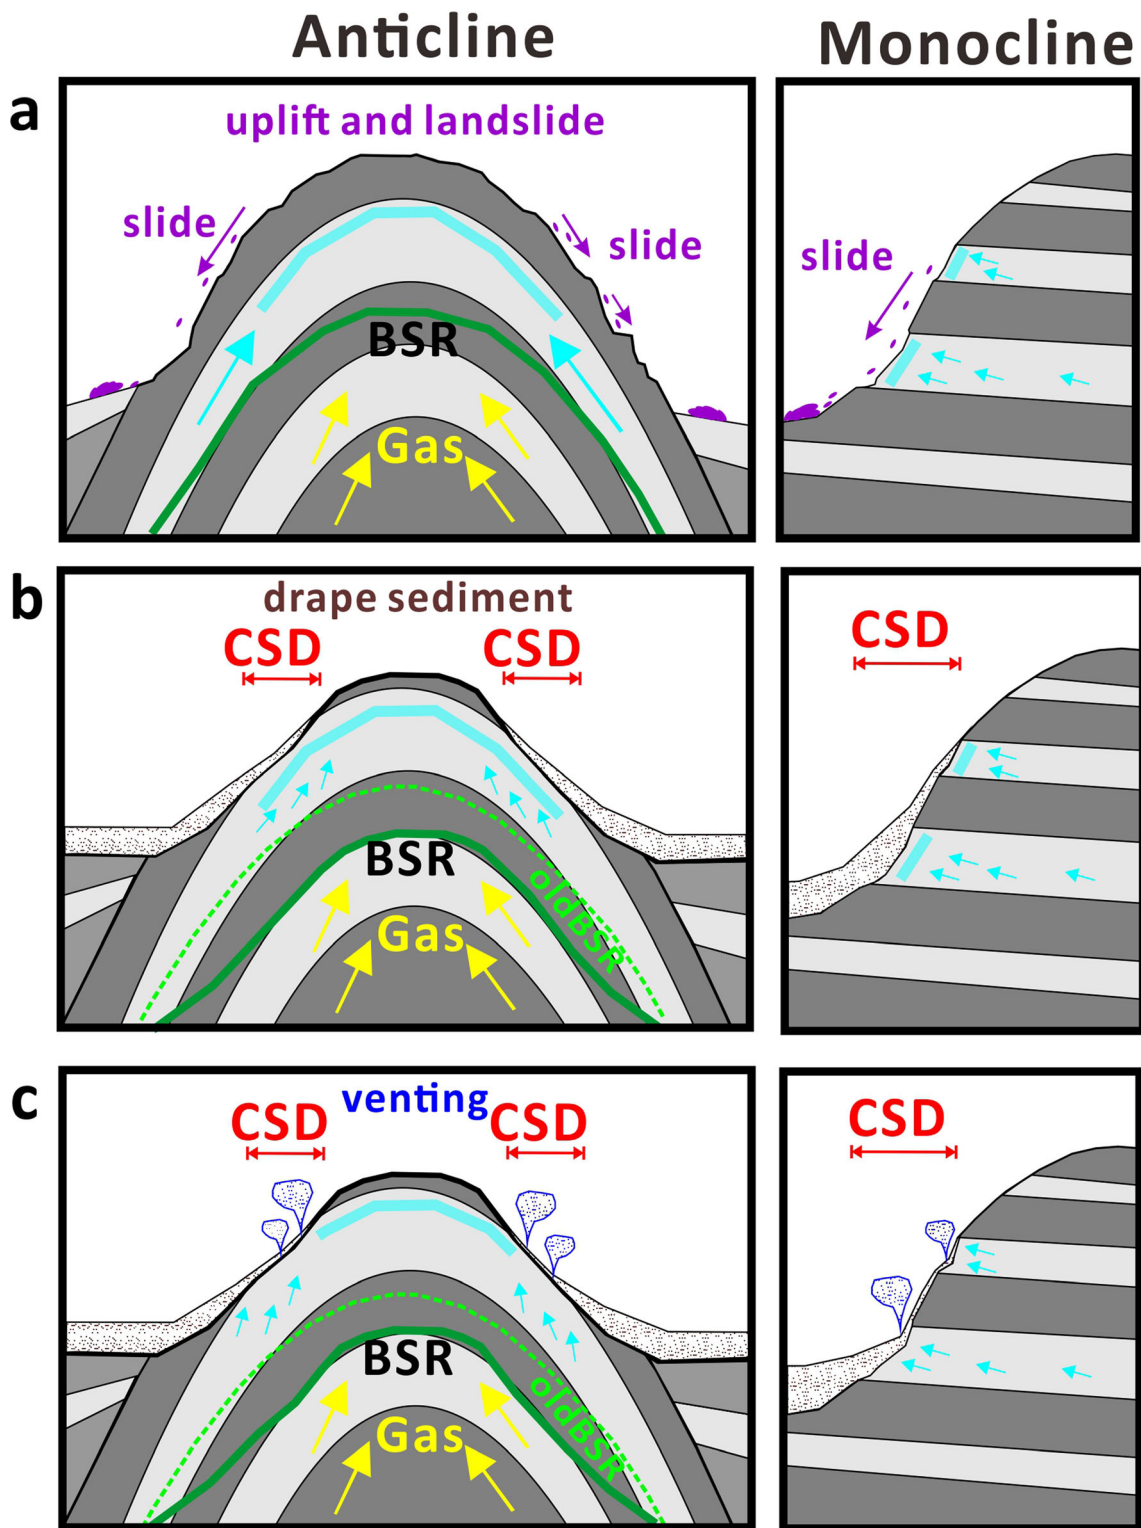 Anticline
Monocline
a
uplift and landslide
slide
slide
BSR
Gas
slide
b
drape sediment
CSD
CSD
BSR
Gas
oldBSR
CSD
c
venting
CSD
CSD
BSR
Gas
oldBSR
CSD